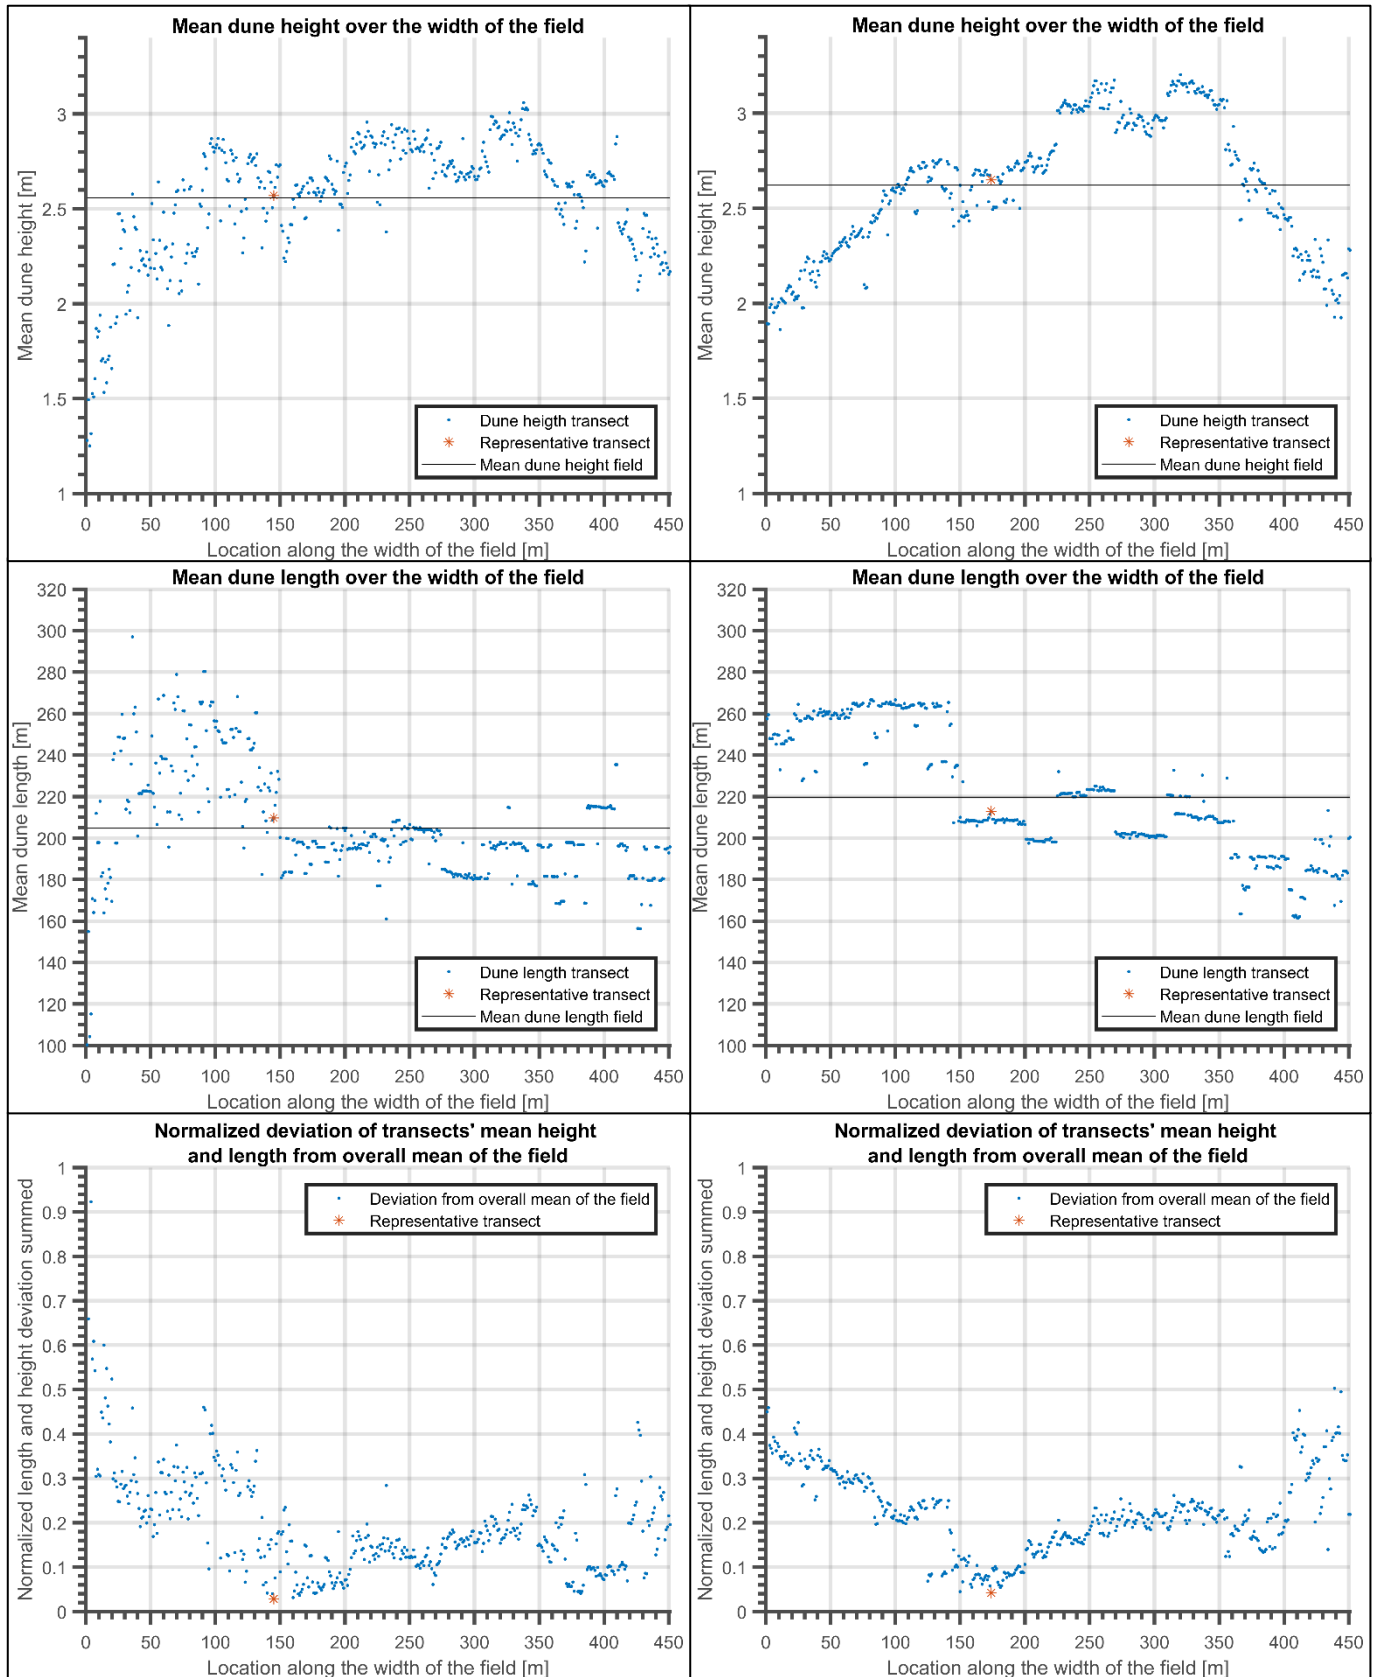 Mean dune height over the width of the field
Mean dune height [m]
3
2.5
2
1.5
1
Dune heigth transect
Representative transect
Mean dune height field
0 50 100 150 200 250 300 350 400 450
Location along the width of the field [m]
Mean dune height over the width of the field
Mean dune height [m]
3
2.5
2
1.5
1
Dune heigth transect
Representative transect
Mean dune height field
0 50 100 150 200 250 300 350 400 450
Location along the width of the field [m]
Mean dune length over the width of the field
Mean dune length [m]
320
300
280
260
240
220
200
180
160
140
120
100
Dune length transect
Representative transect
Mean dune length field
0 50 100 150 200 250 300 350 400 450
Location along the width of the field [m]
Mean dune length over the width of the field
Mean dune length [m]
320
300
280
260
240
220
200
180
160
140
120
100
Dune length transect
Representative transect
Mean dune length field
0 50 100 150 200 250 300 350 400 450
Location along the width of the field [m]
Normalized deviation of transects' mean height
and length from overall mean of the field
Normalized length and height deviation summed
1
0.9
0.8
0.7
0.6
0.5
0.4
0.3
0.2
0.1
0
Deviation from overall mean of the field
Representative transect
0 50 100 150 200 250 300 350 400 450
Location along the width of the field [m]
Normalized deviation of transects' mean height
and length from overall mean of the field
Normalized length and height deviation summed
1
0.9
0.8
0.7
0.6
0.5
0.4
0.3
0.2
0.1
0
Deviation from overall mean of the field
Representative transect
0 50 100 150 200 250 300 350 400 450
Location along the width of the field [m]